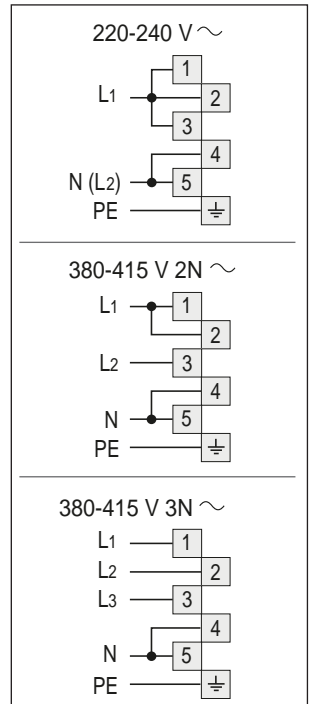 220-240 V ~
1
L1 2
3
4
N (L2) 5
PE
380-415 V 2N ~
L1 1
2
L2 3
4
N 5
PE
380-415 V 3N ~
L1 1
L2 2
L3 3
4
N 5
PE